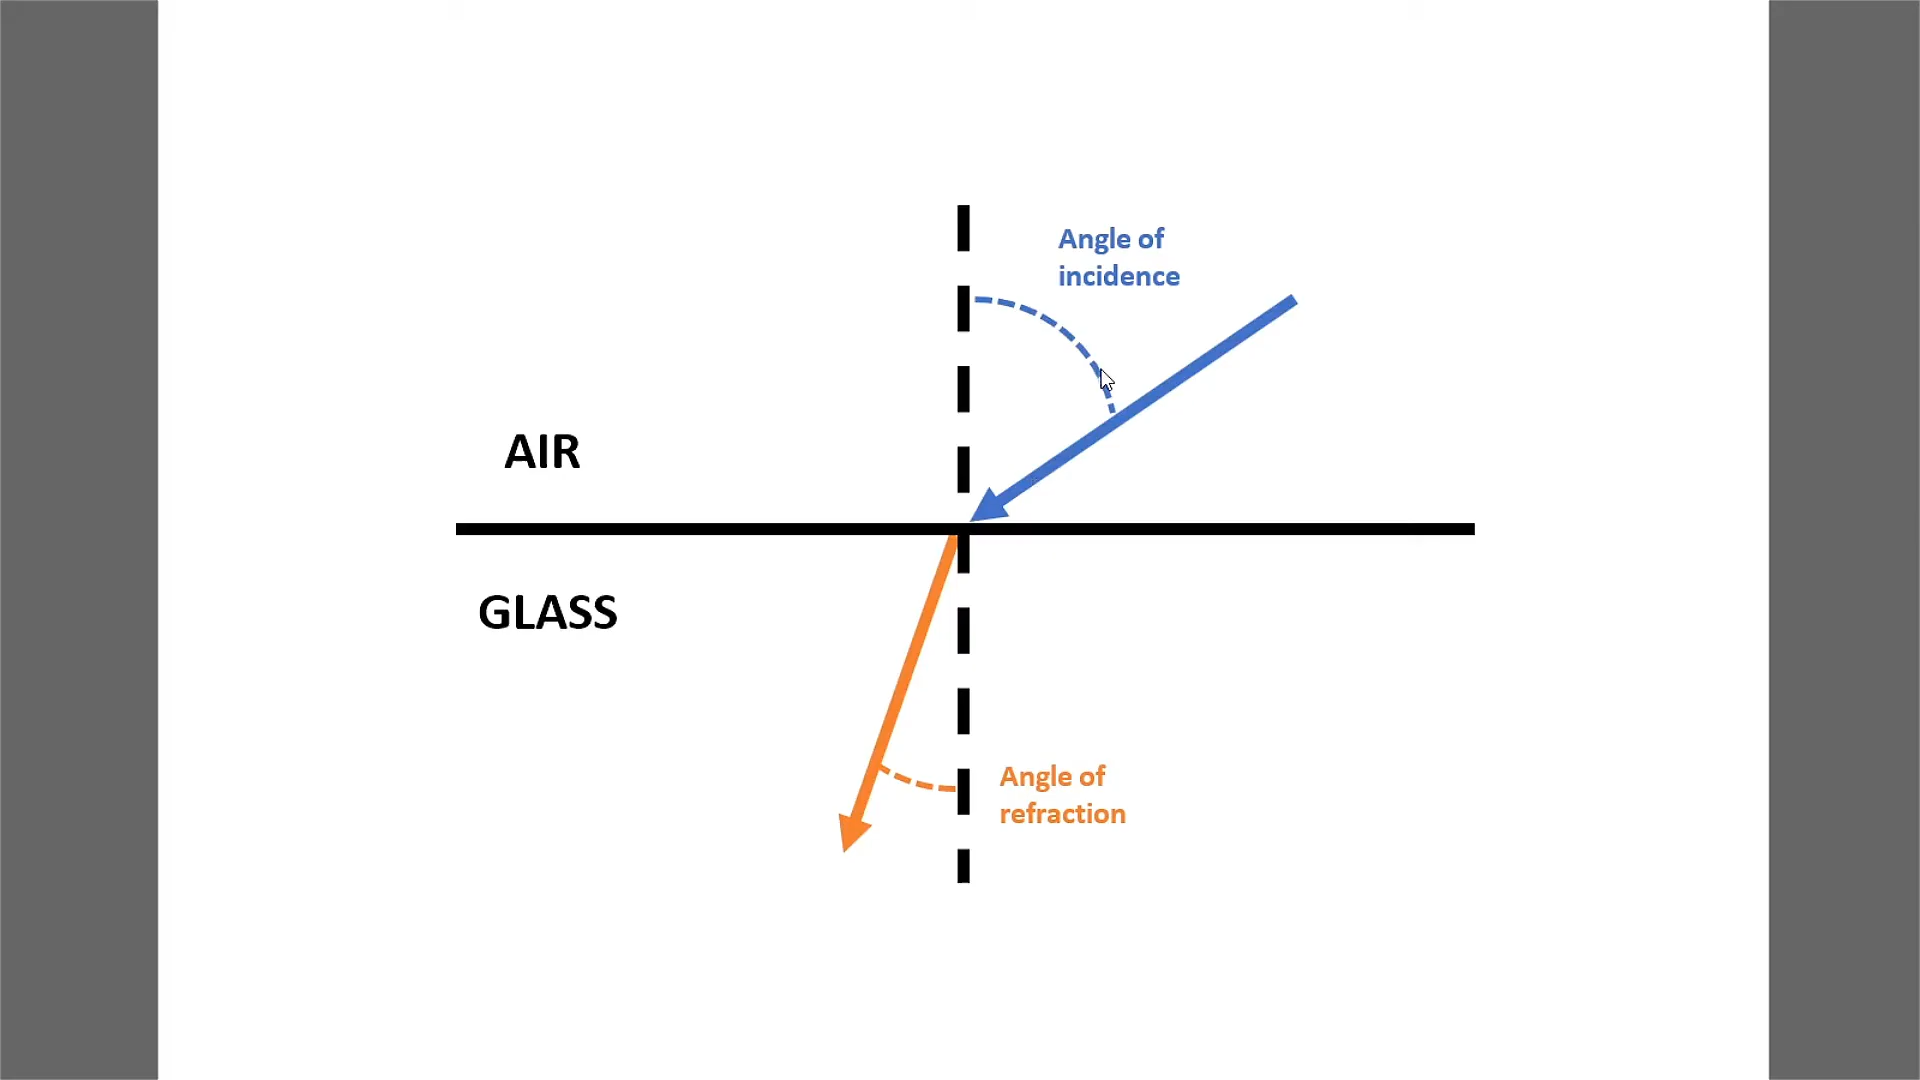 Angle of
incidence
AIR
GLASS
Angle of
refraction